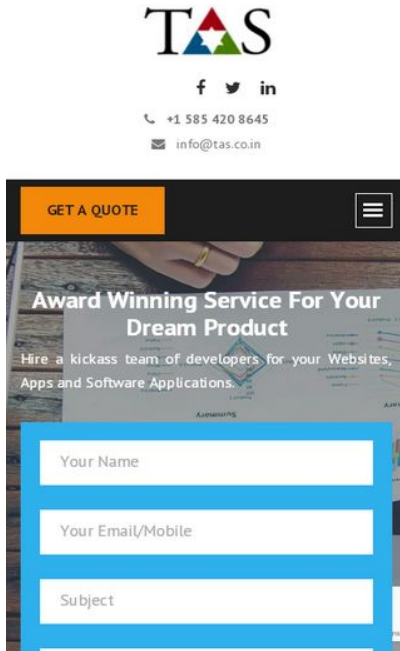 TAS
+1 585 420 8645
info@tas.co.in
GET A QUOTE
Award Winning Service For Your
Dream Product
Hire a kickass team of developers for your Websites,
Apps and Software Applications.
Summary
Your Name
Your Email/Mobile
Subject